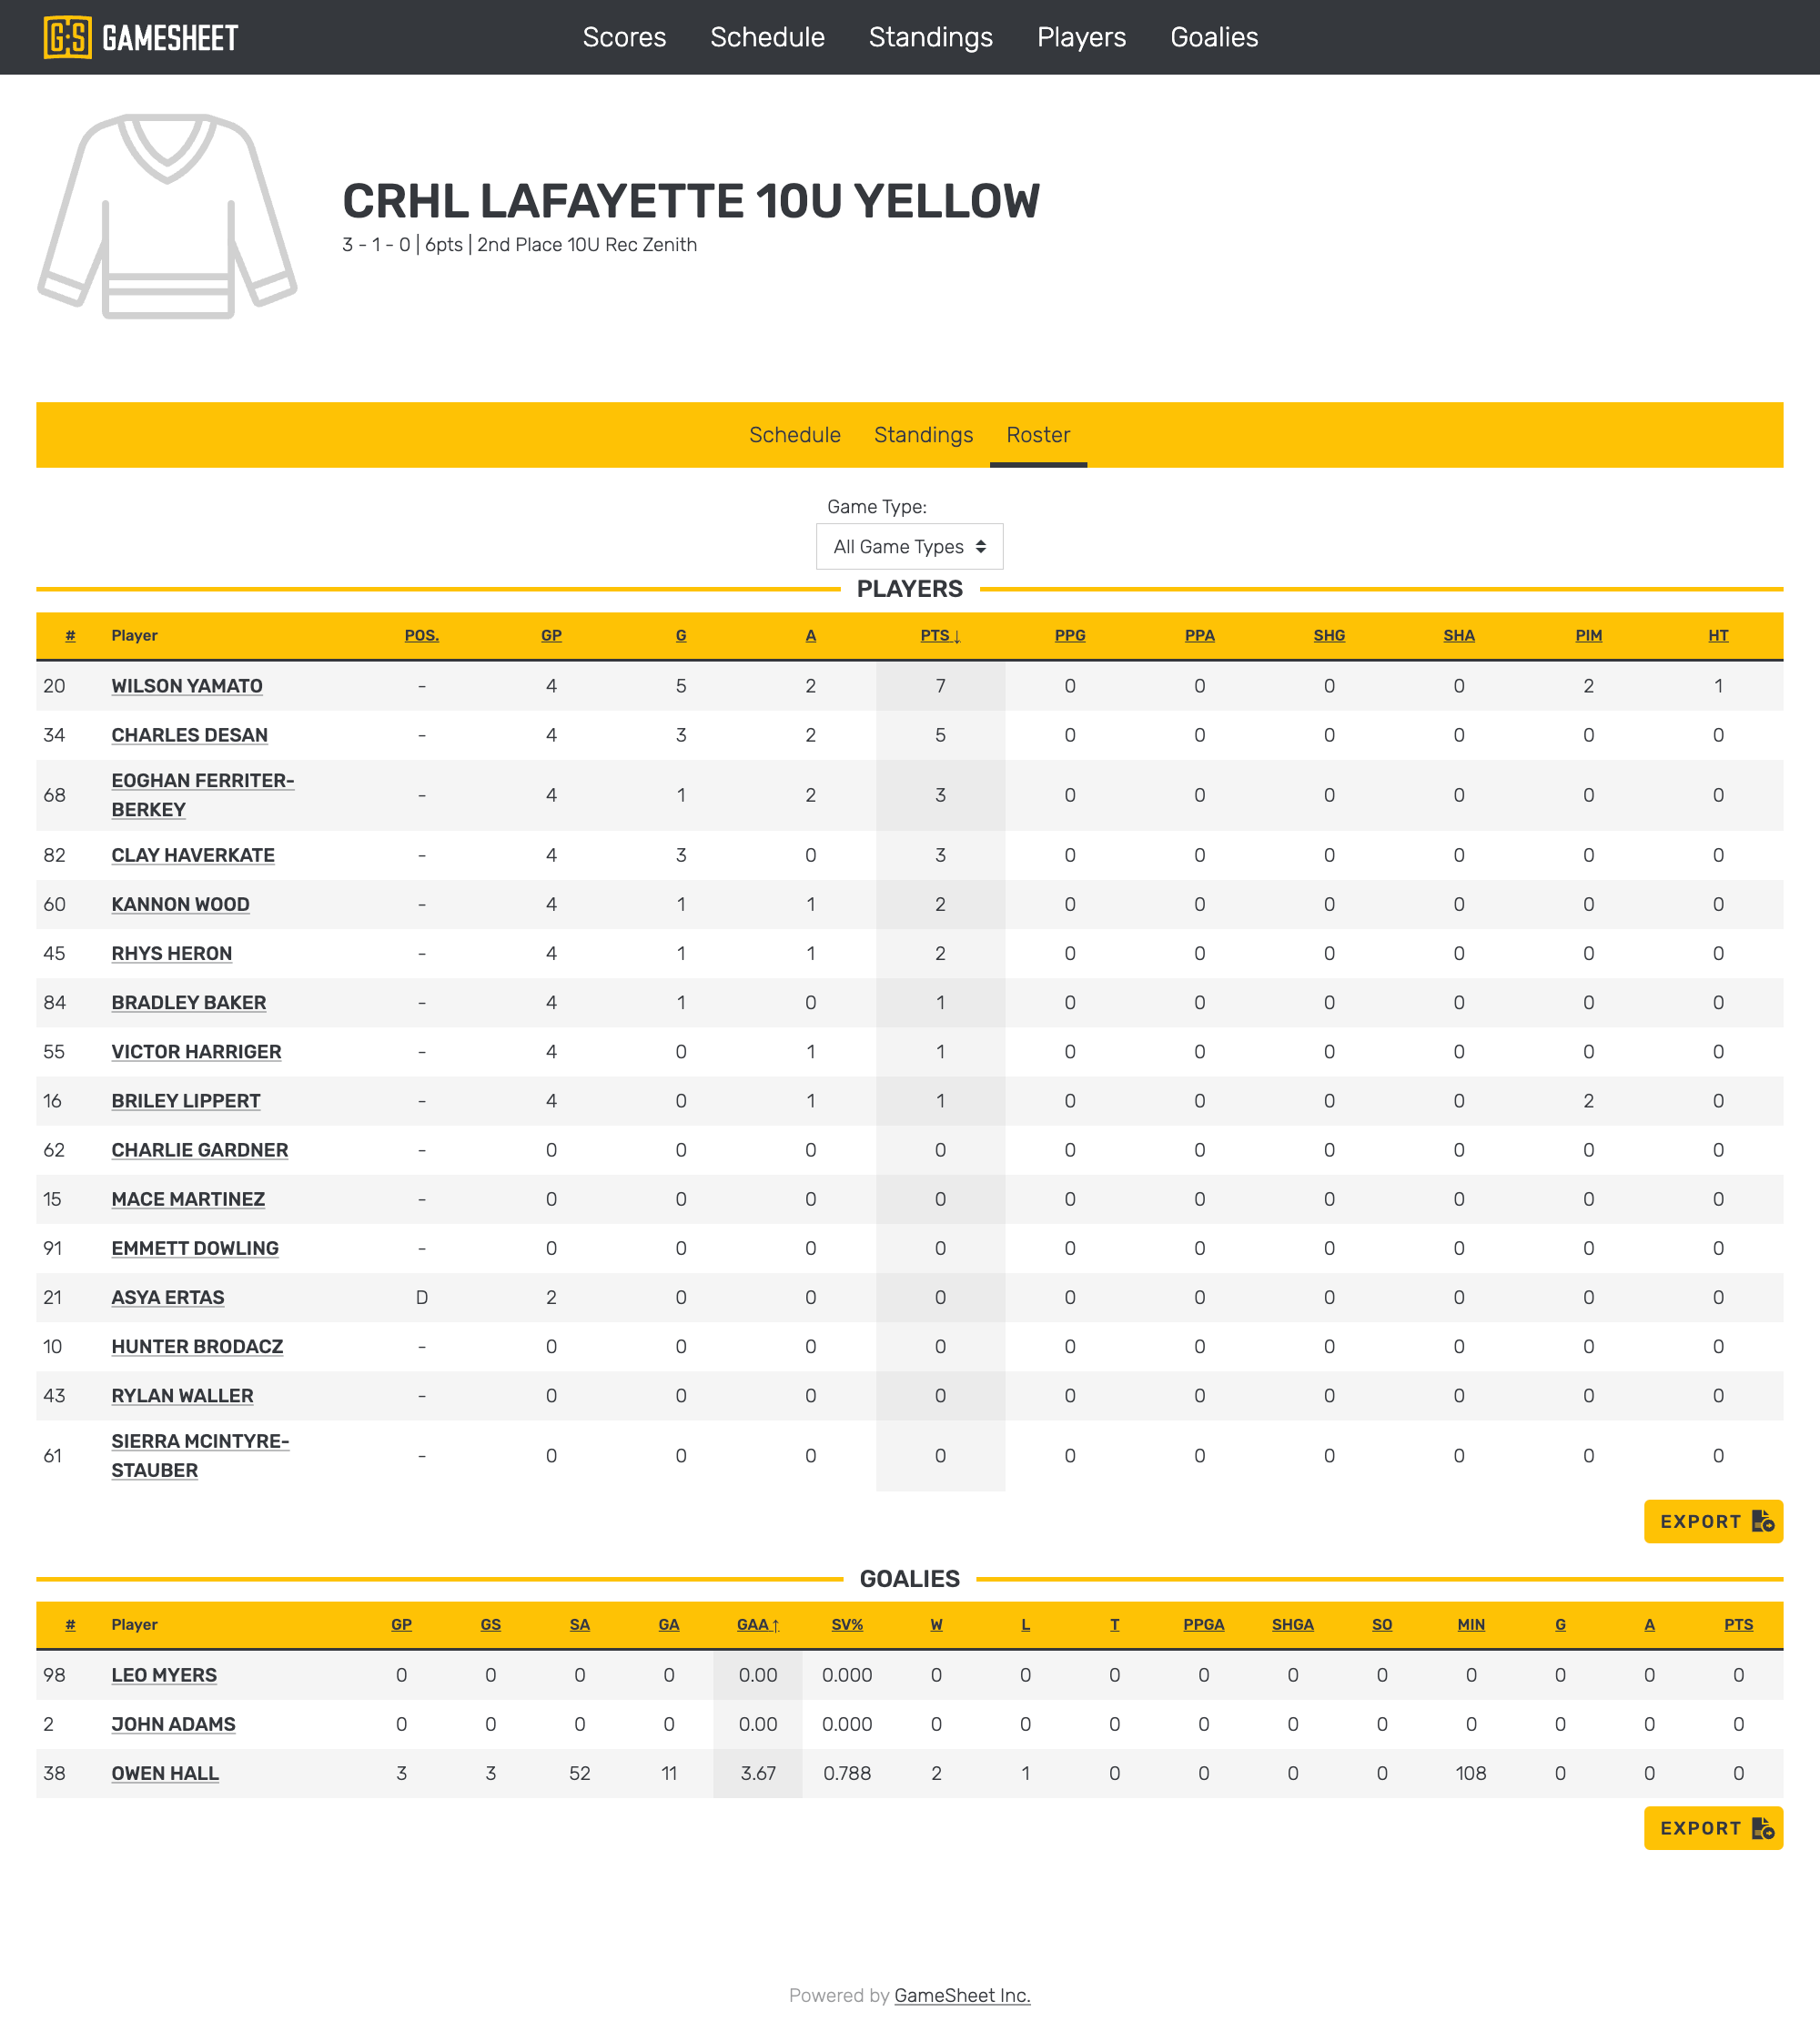 G:S GAMESHEET
Scores Schedule Standings Players Goalies
CRHL LAFAYETTE 10U YELLOW
3 - 1 - 0 | 6pts | 2nd Place 10U Rec Zenith
Schedule Standings Roster
Game Type:
All Game Types
PLAYERS
# Player POS. GP G A PTS ↓ PPG PPA SHG SHA PIM HT
20 WILSON YAMATO - 4 5 2 7 0 0 0 0 2 1
34 CHARLES DESAN - 4 3 2 5 0 0 0 0 0 0
68 EOGHAN FERRITER-
BERKEY - 4 1 2 3 0 0 0 0 0 0
82 CLAY HAVERKATE - 4 3 0 3 0 0 0 0 0 0
60 KANNON WOOD - 4 1 1 2 0 0 0 0 0 0
45 RHYS HERON - 4 1 1 2 0 0 0 0 0 0
84 BRADLEY BAKER - 4 1 0 1 0 0 0 0 0 0
55 VICTOR HARRIGER - 4 0 1 1 0 0 0 0 0 0
16 BRILEY LIPPERT - 4 0 1 1 0 0 0 0 2 0
62 CHARLIE GARDNER - 0 0 0 0 0 0 0 0 0 0
15 MACE MARTINEZ - 0 0 0 0 0 0 0 0 0 0
91 EMMETT DOWLING - 0 0 0 0 0 0 0 0 0 0
21 ASYA ERTAS D 2 0 0 0 0 0 0 0 0 0
10 HUNTER BRODACZ - 0 0 0 0 0 0 0 0 0 0
43 RYLAN WALLER - 0 0 0 0 0 0 0 0 0 0
61 SIERRA MCINTYRE-
STAUBER - 0 0 0 0 0 0 0 0 0 0
EXPORT
GOALIES
# Player GP GS SA GA GAA ↑ SV% W L T PPGA SHGA SO MIN G A PTS
98 LEO MYERS 0 0 0 0 0.00 0.000 0 0 0 0 0 0 0 0 0 0
2 JOHN ADAMS 0 0 0 0 0.00 0.000 0 0 0 0 0 0 0 0 0 0
38 OWEN HALL 3 3 52 11 3.67 0.788 2 1 0 0 0 0 108 0 0 0
EXPORT
Powered by GameSheet Inc.